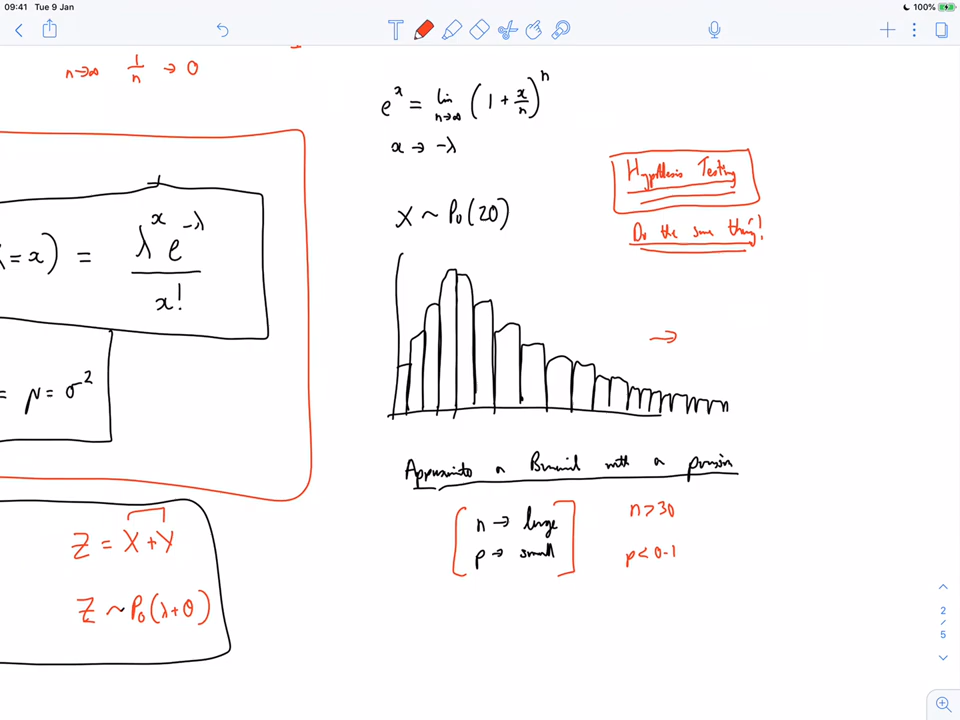 09:41 Tue 9 Jan
100%
n→∞ 1/n → 0
e^x = lim n→∞ (1 + x/n)^n
x → -λ
Hypothesis Testing
Do the same thing!
X ~ Po(20)
(=x) = λ^x e^-λ / x!
= μ = σ²
→
Approximate a Binomial with a poisson
n → large n > 30
p → small p < 0.1
Z = X+Y
Z ~ Po(λ+θ)
2
/
5